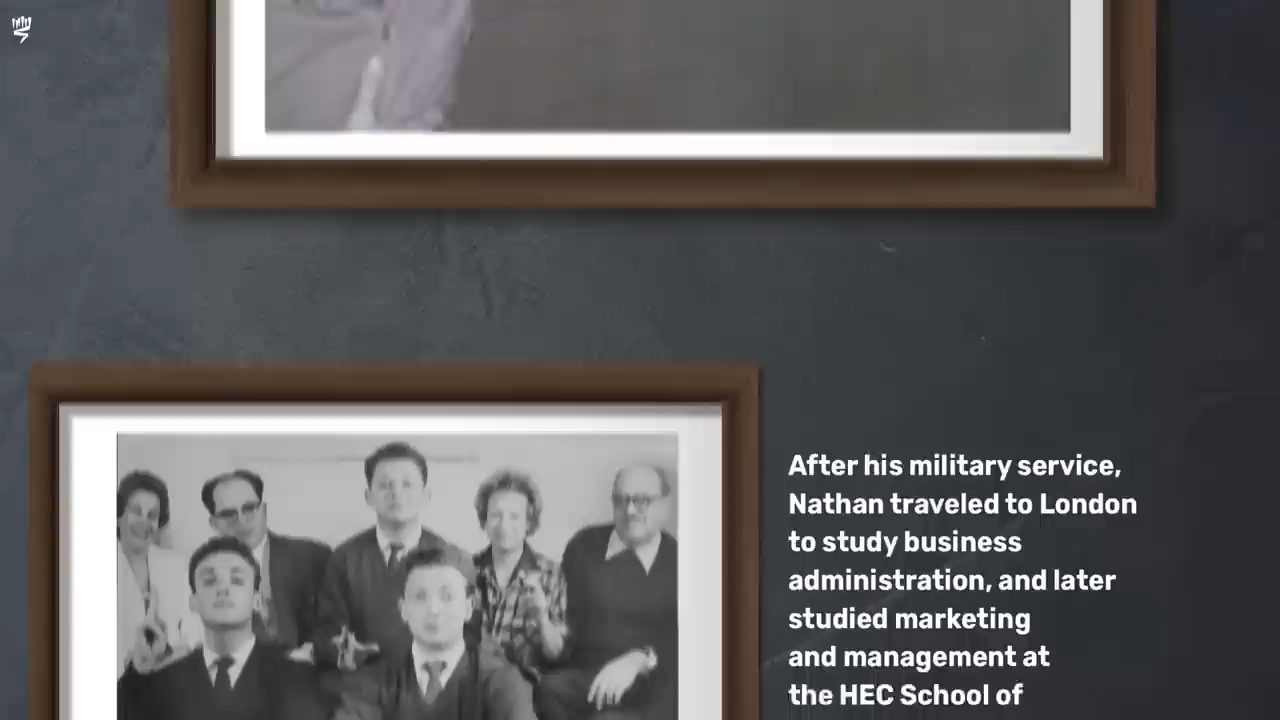 After his military service,
Nathan traveled to London
to study business
administration, and later
studied marketing
and management at
the HEC School of